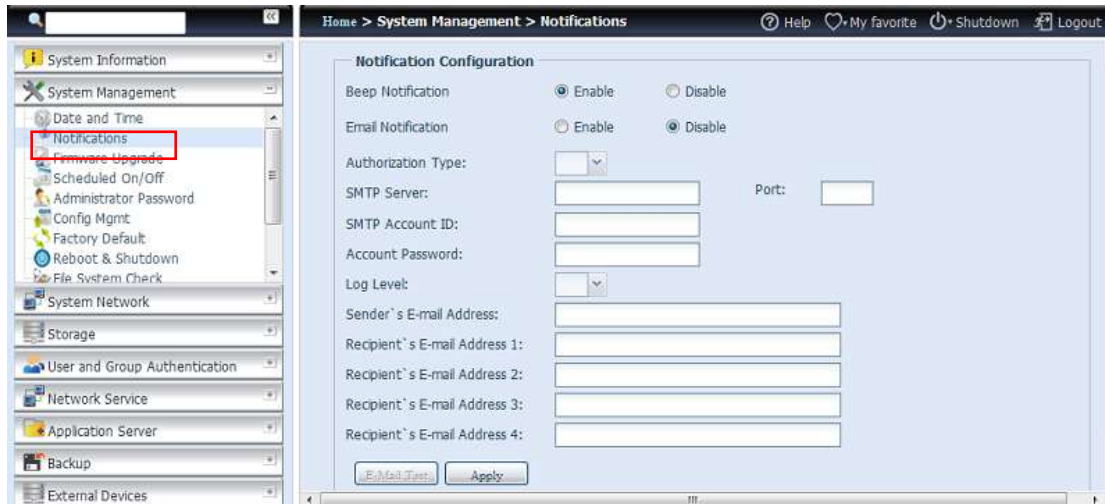 Home > System Management > Notifications
Help My favorite Shutdown Logout
System Information
System Management
Date and Time
Notifications
Firmware Upgrade
Scheduled On/Off
Administrator Password
Config Mgmt
Factory Default
Reboot & Shutdown
File System Check
System Network
Storage
User and Group Authentication
Network Service
Application Server
Backup
External Devices
Notification Configuration
Beep Notification Enable Disable
Email Notification Enable Disable
Authorization Type:
SMTP Server: Port:
SMTP Account ID:
Account Password:
Log Level:
Sender`s E-mail Address:
Recipient`s E-mail Address 1:
Recipient`s E-mail Address 2:
Recipient`s E-mail Address 3:
Recipient`s E-mail Address 4:
E-Mail Test Apply